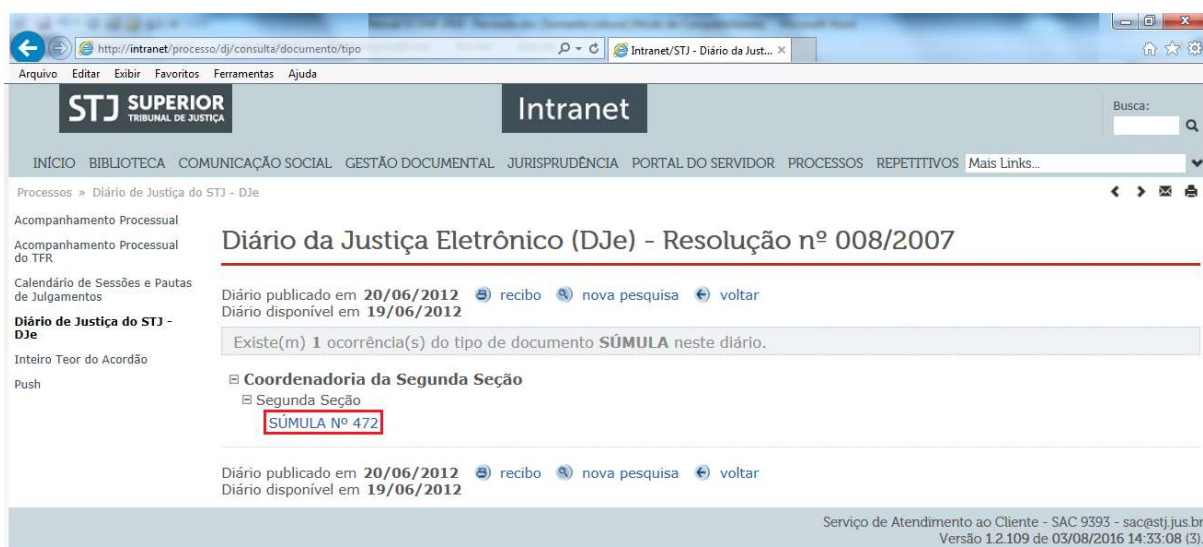 http://intranet/processo/dj/consulta/documento/tipo
Intranet/STJ - Diário da Just...
Arquivo Editar Exibir Favoritos Ferramentas Ajuda
STJ SUPERIOR
TRIBUNAL DE JUSTIÇA
Intranet
Busca:
INÍCIO BIBLIOTECA COMUNICAÇÃO SOCIAL GESTÃO DOCUMENTAL JURISPRUDÊNCIA PORTAL DO SERVIDOR PROCESSOS REPETITIVOS Mais Links...
Processos » Diário de Justiça do STJ - DJe
Acompanhamento Processual
Acompanhamento Processual
do TFR
Calendário de Sessões e Pautas
de Julgamentos
Diário de Justiça do STJ -
DJe
Inteiro Teor do Acordão
Push
Diário da Justiça Eletrônico (DJe) - Resolução nº 008/2007
Diário publicado em 20/06/2012 recibo nova pesquisa voltar
Diário disponível em 19/06/2012
Existe(m) 1 ocorrência(s) do tipo de documento SÚMULA neste diário.
Coordenadoria da Segunda Seção
Segunda Seção
SÚMULA Nº 472
Diário publicado em 20/06/2012 recibo nova pesquisa voltar
Diário disponível em 19/06/2012
Serviço de Atendimento ao Cliente - SAC 9393 - sac@stj.jus.br
Versão 1.2.109 de 03/08/2016 14:33:08 (3)